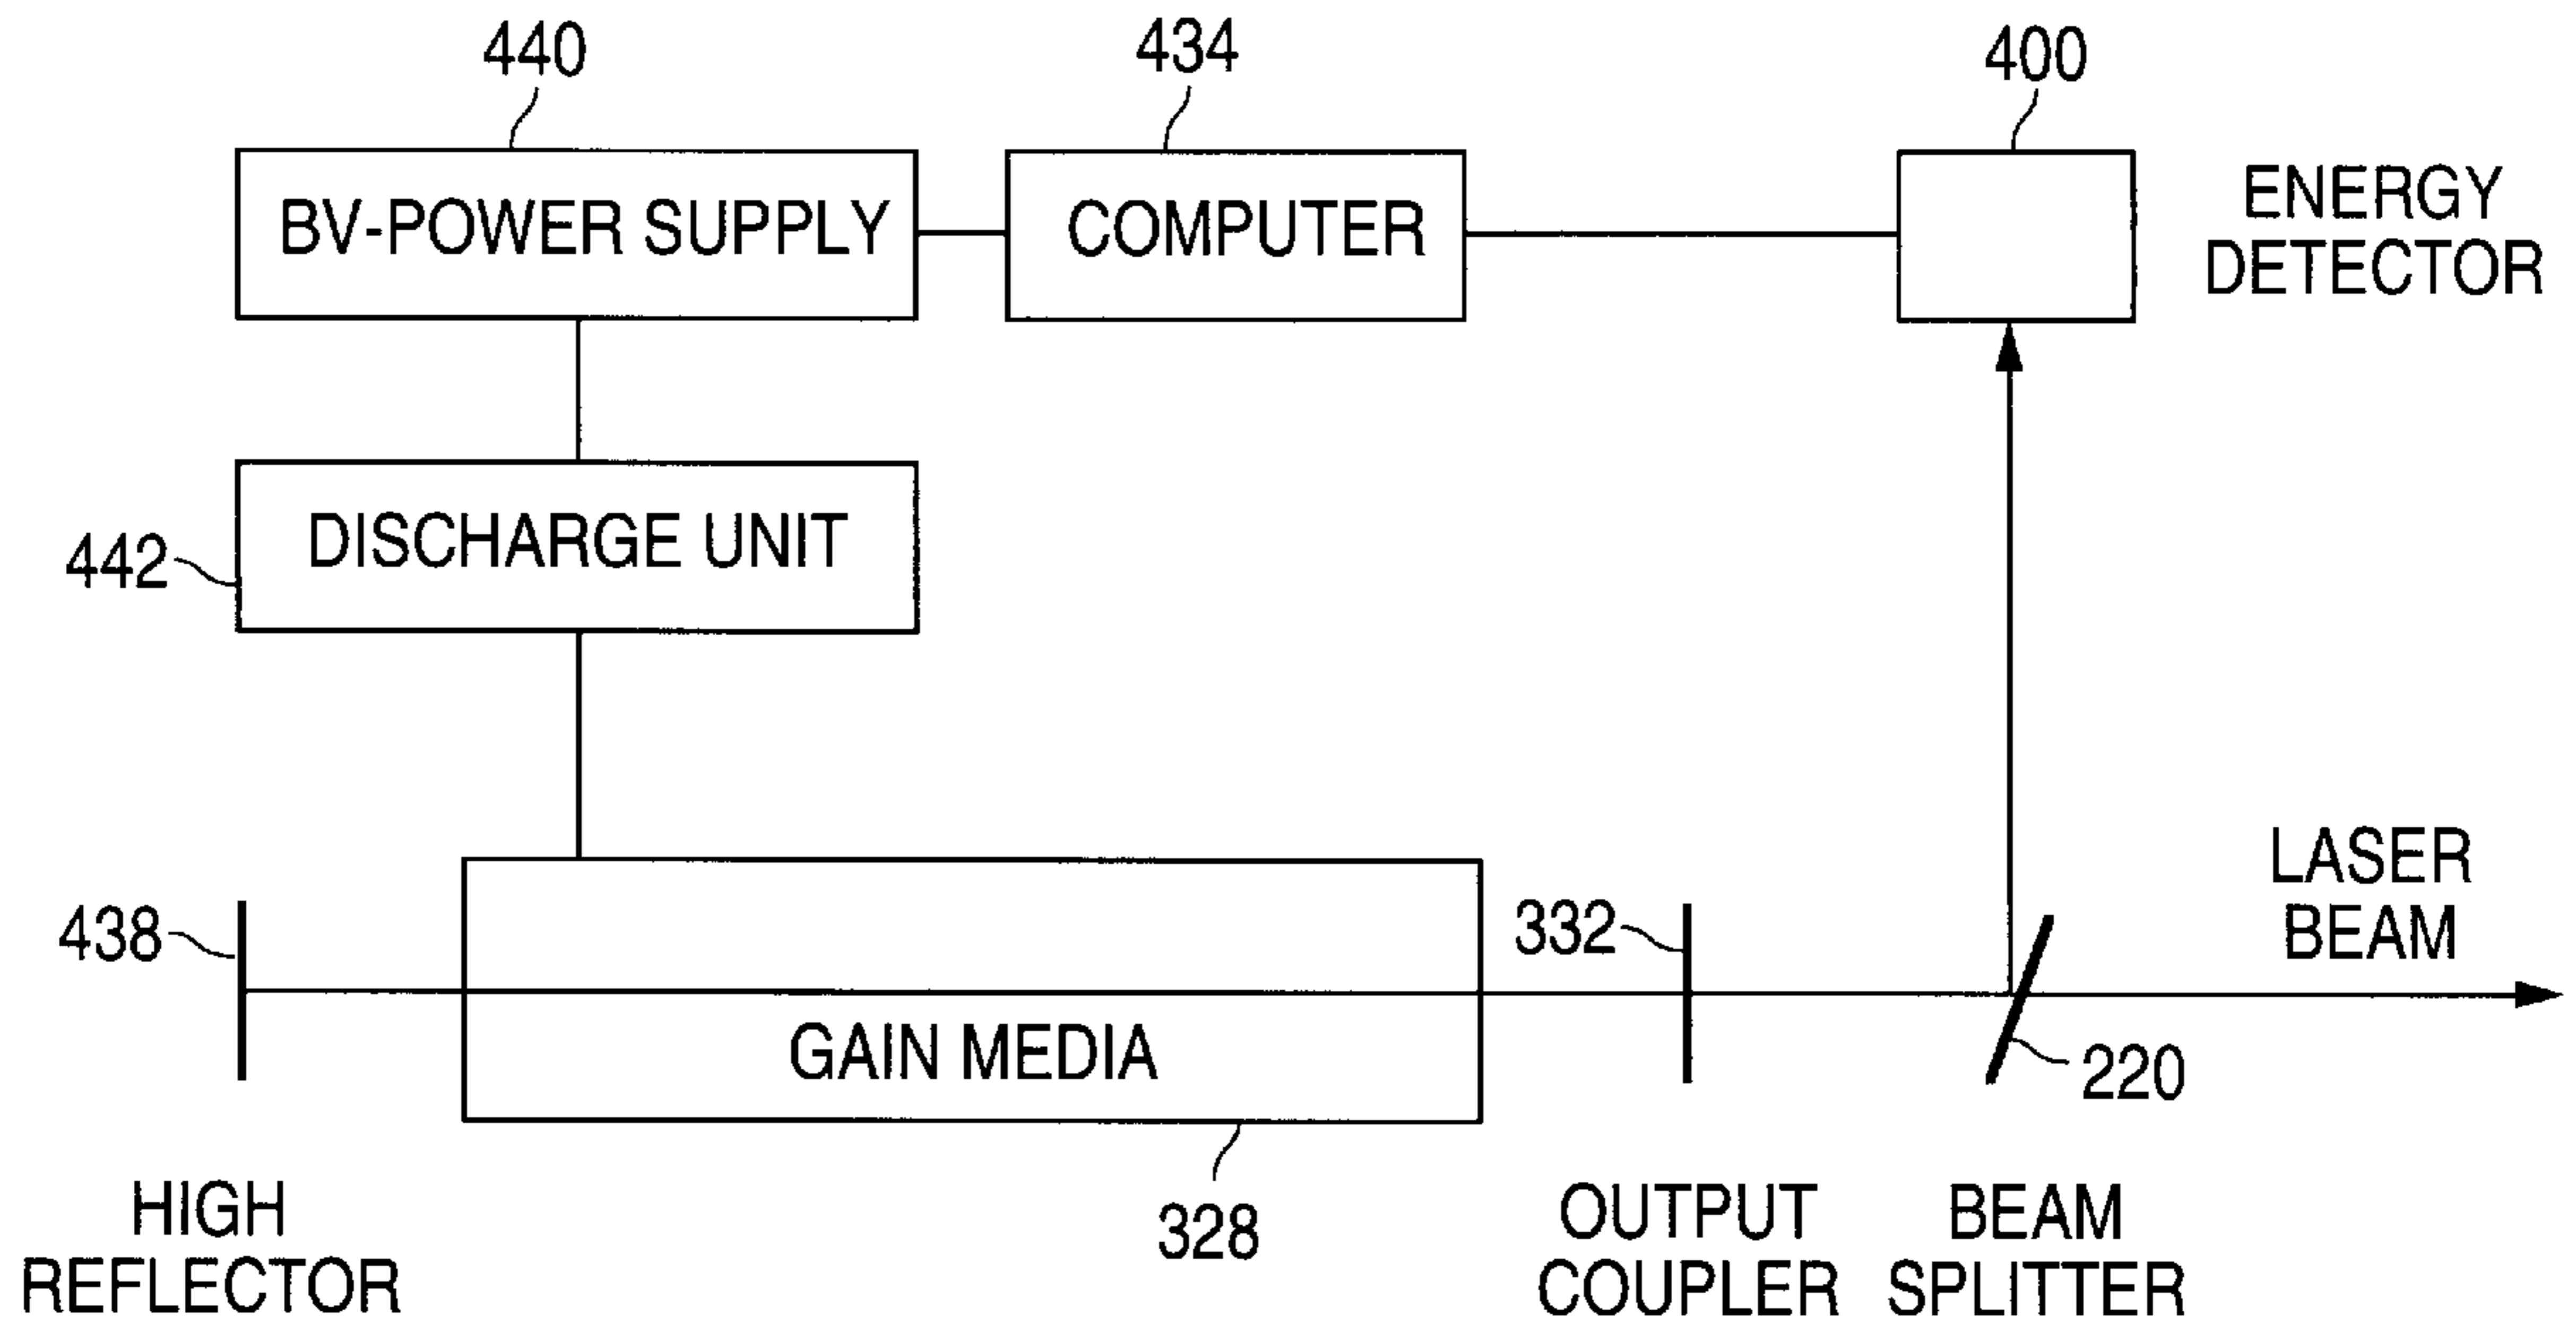 440
434
400
BV-POWER SUPPLY
COMPUTER
ENERGY
DETECTOR
442
DISCHARGE UNIT
438
332
LASER
BEAM
GAIN MEDIA
220
328
HIGH
REFLECTOR
OUTPUT
COUPLER
BEAM
SPLITTER